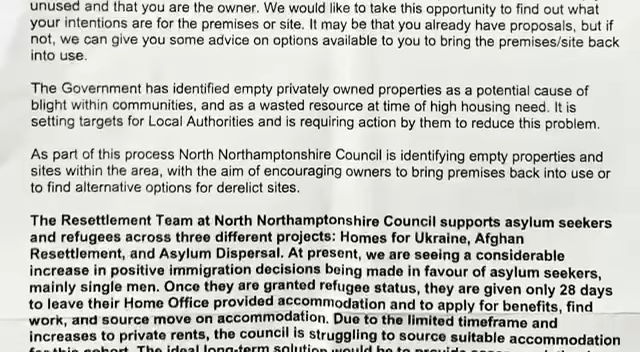 unused and that you are the owner. We would like to take this opportunity to find out what
your intentions are for the premises or site. It may be that you already have proposals, but if
not, we can give you some advice on options available to you to bring the premises/site back
into use.
The Government has identified empty privately owned properties as a potential cause of
blight within communities, and as a wasted resource at time of high housing need. It is
setting targets for Local Authorities and is requiring action by them to reduce this problem.
As part of this process North Northamptonshire Council is identifying empty properties and
sites within the area, with the aim of encouraging owners to bring premises back into use or
to find alternative options for derelict sites.
The Resettlement Team at North Northamptonshire Council supports asylum seekers
and refugees across three different projects: Homes for Ukraine, Afghan
Resettlement, and Asylum Dispersal. At present, we are seeing a considerable
increase in positive immigration decisions being made in favour of asylum seekers,
mainly single men. Once they are granted refugee status, they are given only 28 days
to leave their Home Office provided accommodation and to apply for benefits, find
work, and source move on accommodation. Due to the limited timeframe and
increases to private rents, the council is struggling to source suitable accommodation
for this cohort. The ideal long-term solution would be to provide